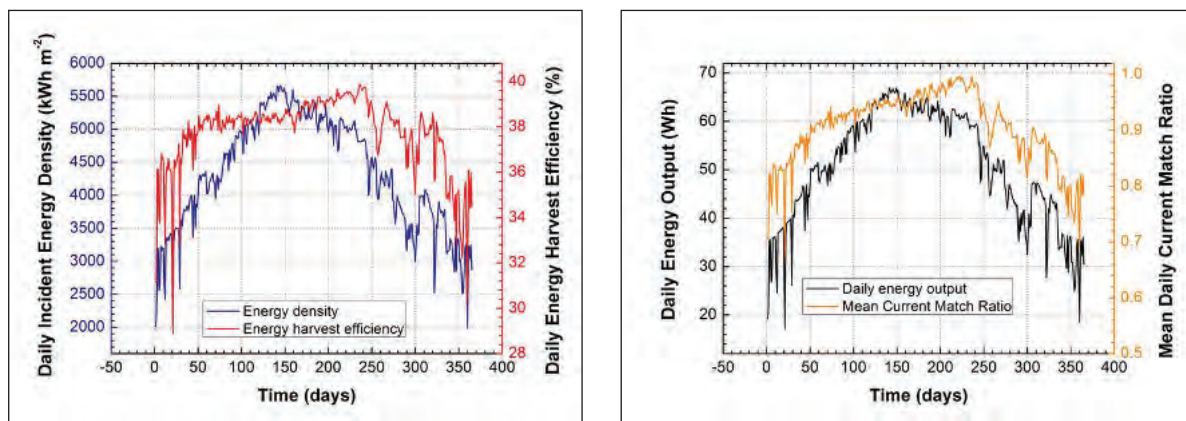 Daily Incident Energy Density (kWh m-2)
6000
5500
5000
4500
4000
3500
3000
2500
2000
-50 0 50 100 150 200 250 300 350 400
Time (days)
Energy density
Energy harvest efficiency
40
38
36
34
32
30
28
Daily Energy Harvest Efficiency (%)
Daily Energy Output (Wh)
70
60
50
40
30
20
-50 0 50 100 150 200 250 300 350 400
Time (days)
Daily energy output
Mean Current Match Ratio
1.0
0.9
0.8
0.7
0.6
0.5
Mean Daily Current Match Ratio